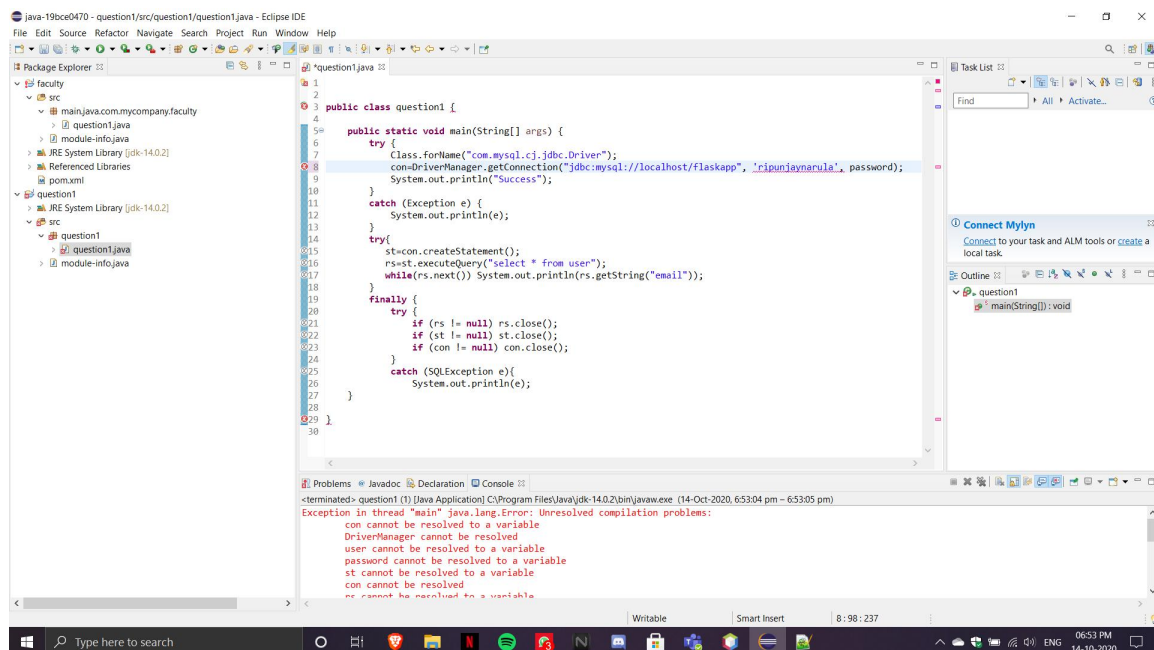 java-19bce0470 - question1/src/question1/question1.java - Eclipse IDE
File Edit Source Refactor Navigate Search Project Run Window Help
Package Explorer
faculty
src
main.java.com.mycompany.faculty
question1.java
module-info.java
JRE System Library [jdk-14.0.2]
Referenced Libraries
pom.xml
question1
JRE System Library [jdk-14.0.2]
src
question1
question1.java
module-info.java
*question1.java
1
2
3 public class question1 {
4
5 public static void main(String[] args) {
6 try {
7 Class.forName("com.mysql.cj.jdbc.Driver");
8 con=DriverManager.getConnection("jdbc:mysql://localhost/flaskapp", 'ripunjaynarula', password);
9 System.out.println("Success");
10 }
11 catch (Exception e) {
12 System.out.println(e);
13 }
14 try{
15 st=con.createStatement();
16 rs=st.executeQuery("select * from user");
17 while(rs.next()) System.out.println(rs.getString("email"));
18 }
19 finally {
20 try {
21 if (rs != null) rs.close();
22 if (st != null) st.close();
23 if (con != null) con.close();
24 }
25 catch (SQLException e){
26 System.out.println(e);
27 }
28
29 }
30
Task List
Find All Activate...
Connect Mylyn
Connect to your task and ALM tools or create a
local task.
Outline
question1
main(String[]) : void
Problems Javadoc Declaration Console
<terminated> question1 (1) [Java Application] C:\Program Files\Java\jdk-14.0.2\bin\javaw.exe (14-Oct-2020, 6:53:04 pm – 6:53:05 pm)
Exception in thread "main" java.lang.Error: Unresolved compilation problems:
con cannot be resolved to a variable
DriverManager cannot be resolved
user cannot be resolved to a variable
password cannot be resolved to a variable
st cannot be resolved to a variable
con cannot be resolved
rs cannot be resolved to a variable
Writable Smart Insert 8 : 98 : 237
Type here to search
ENG
06:53 PM
14-10-2020